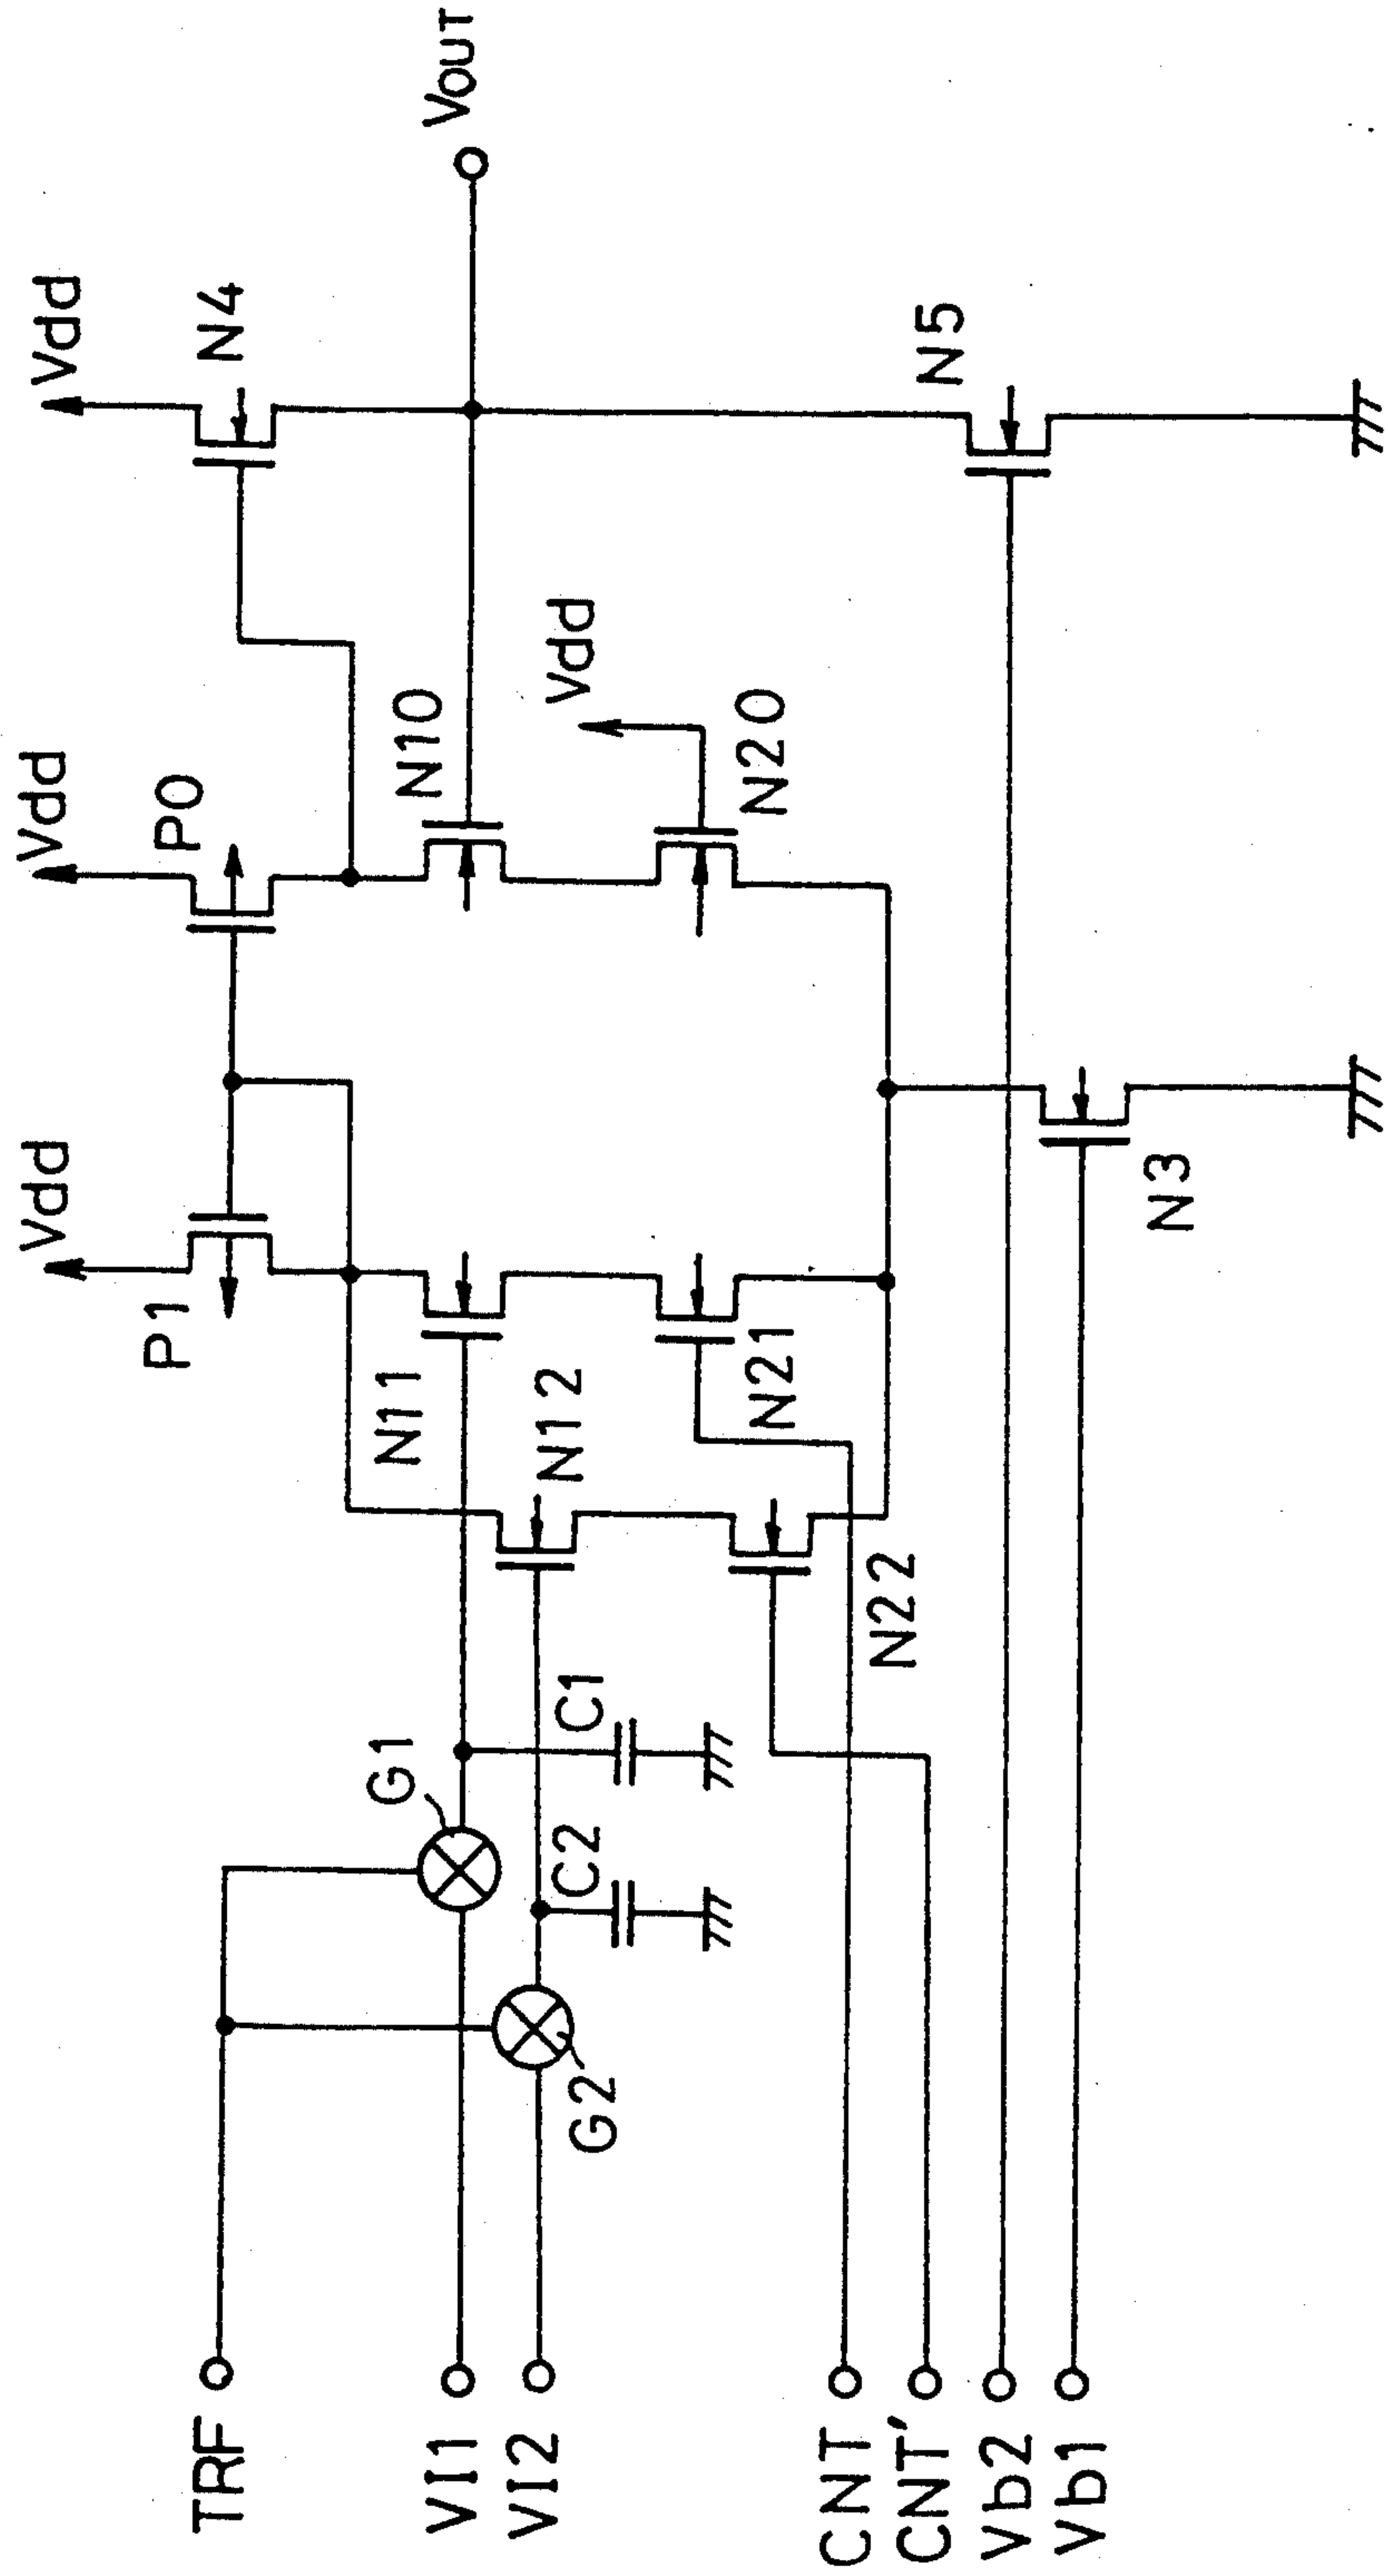 Vdd
Vdd
Vdd
P1
P0
N4
TRF
G1
N11
N10
VOUT
VI1
VI2
G2
C2
C1
N12
Vdd
N21
N20
CNT
CNT'
N22
N5
Vb2
Vb1
N3